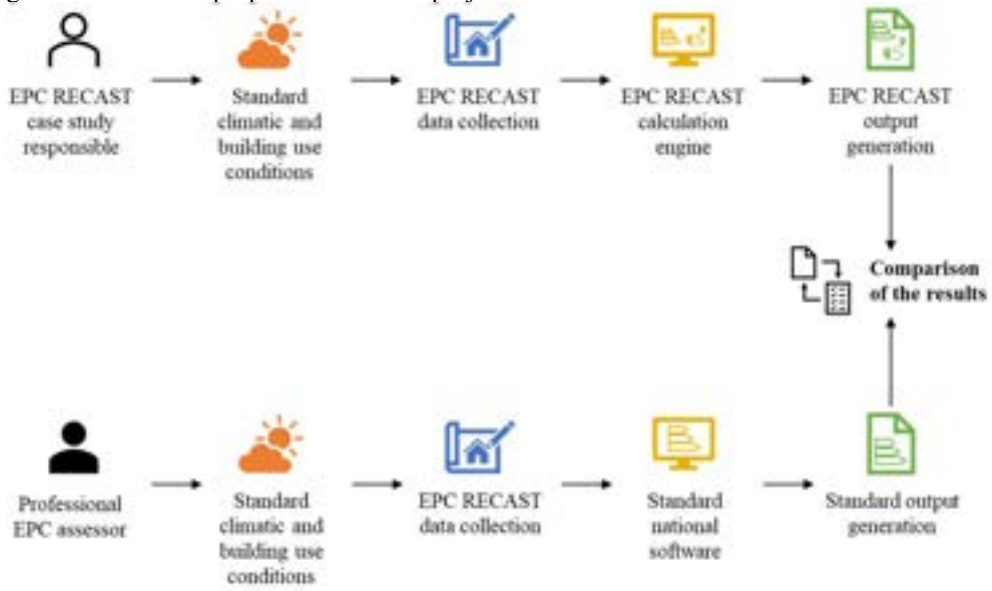 EPC RECAST
case study
responsible
Standard
climatic and
building use
conditions
EPC RECAST
data collection
EPC RECAST
calculation
engine
EPC RECAST
output
generation
Comparison
of the results
Professional
EPC assessor
Standard
climatic and
building use
conditions
EPC RECAST
data collection
Standard
national
software
Standard output
generation